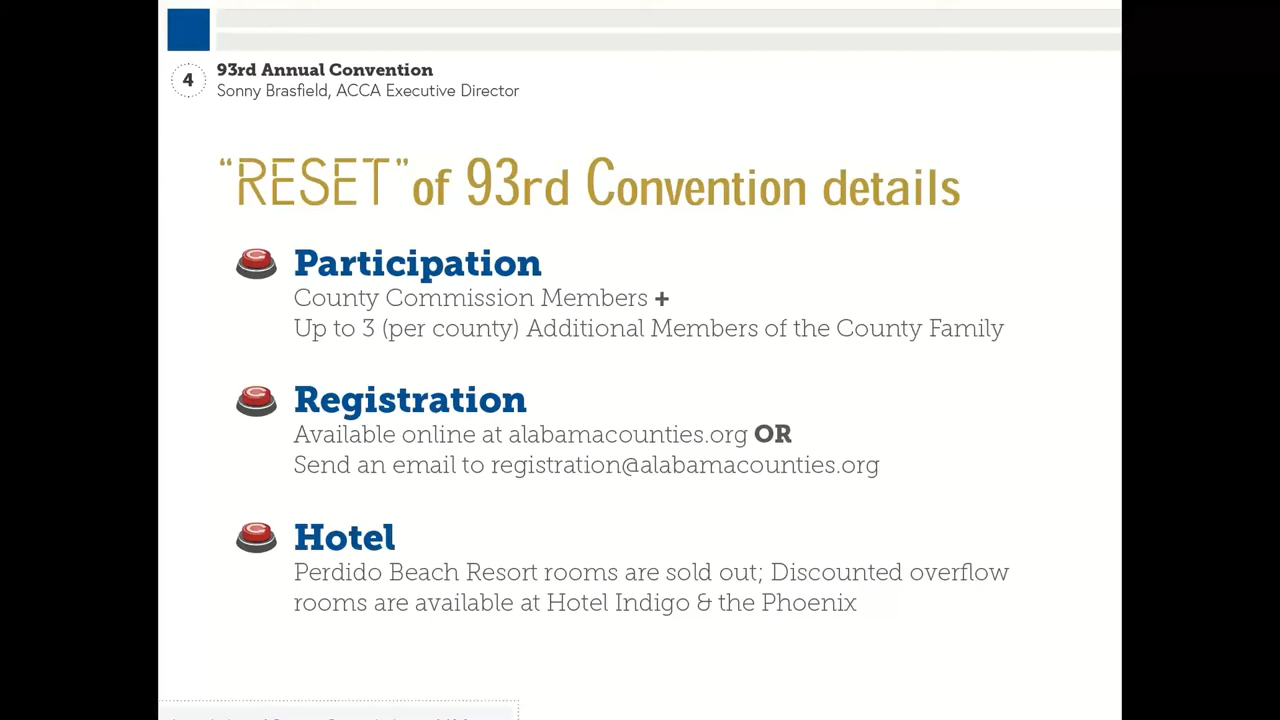 4
93rd Annual Convention
Sonny Brasfield, ACCA Executive Director
“RESET” of 93rd Convention details
Participation
County Commission Members +
Up to 3 (per county) Additional Members of the County Family
Registration
Available online at alabamacounties.org OR
Send an email to registration@alabamacounties.org
Hotel
Perdido Beach Resort rooms are sold out; Discounted overflow
rooms are available at Hotel Indigo & the Phoenix